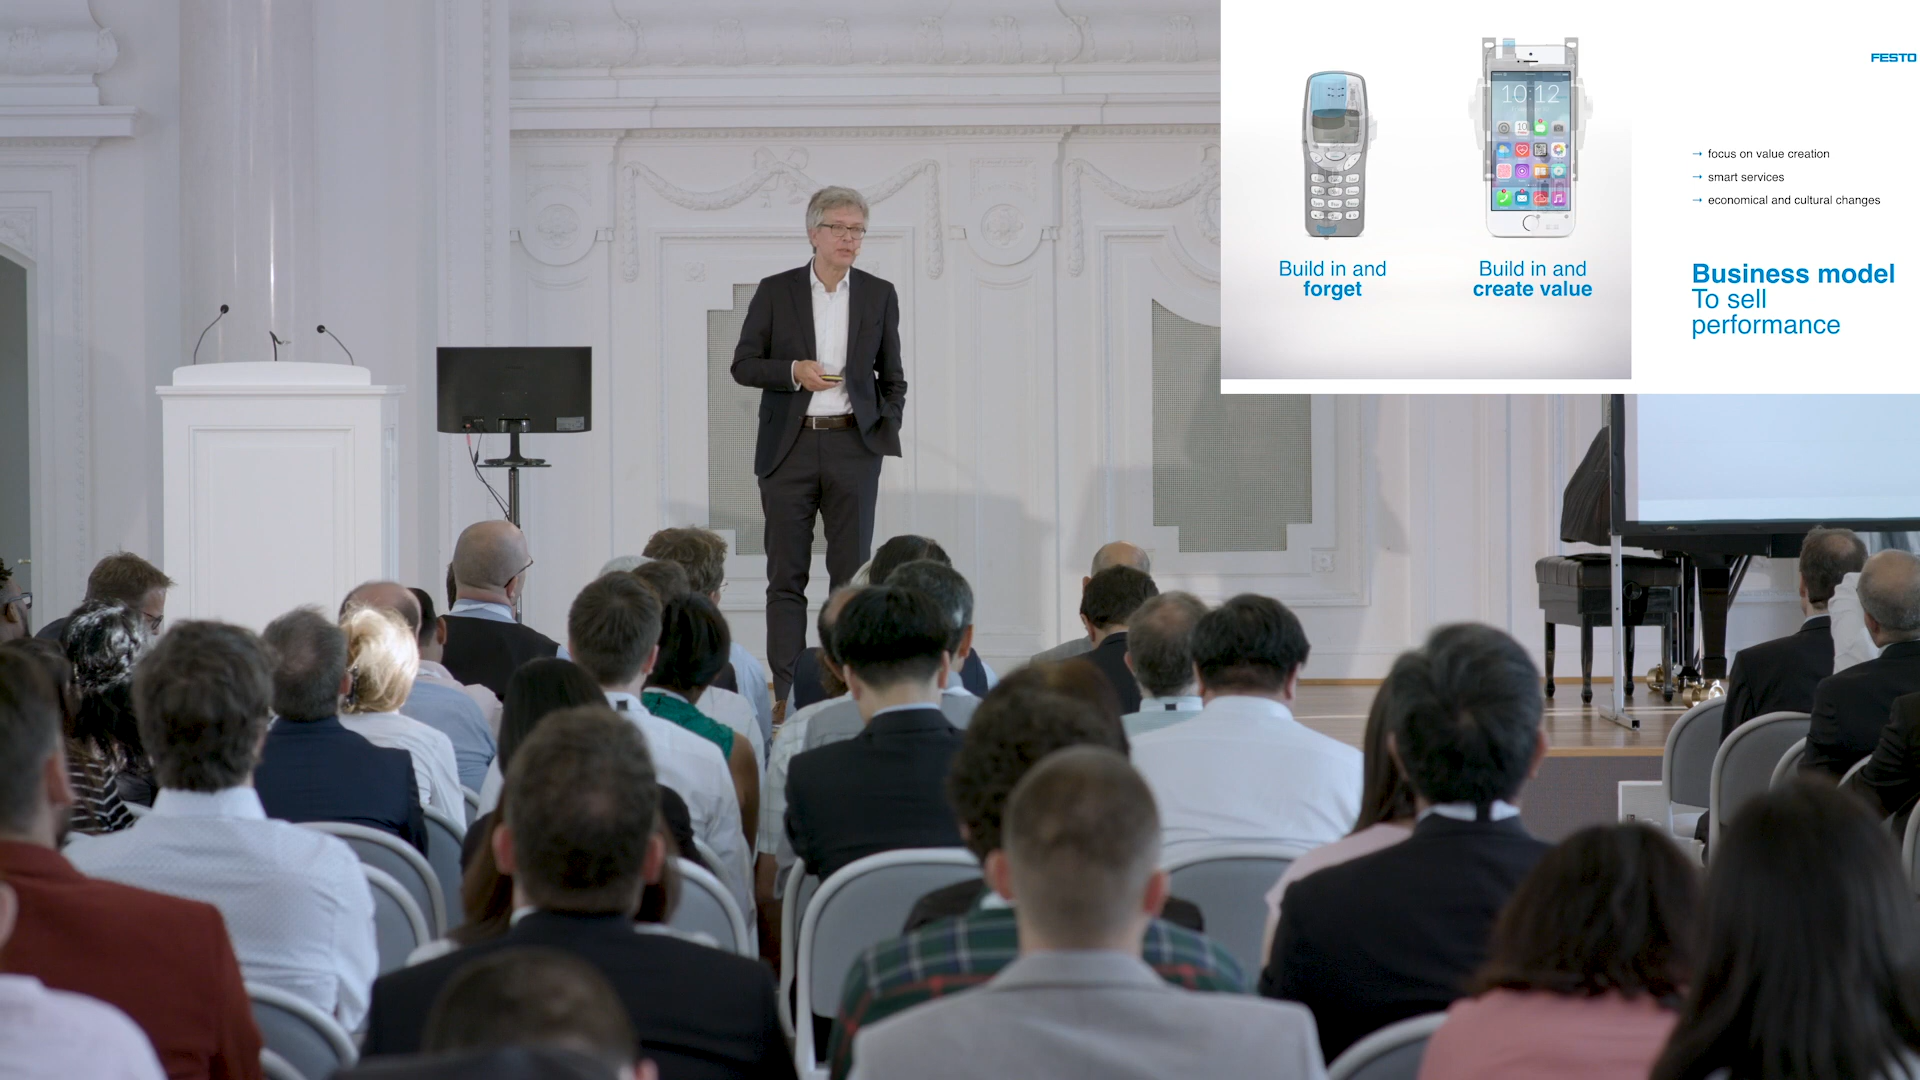 FESTO
10:12
Build in and
forget
Build in and
create value
→ focus on value creation
→ smart services
→ economical and cultural changes
Business model
To sell
performance